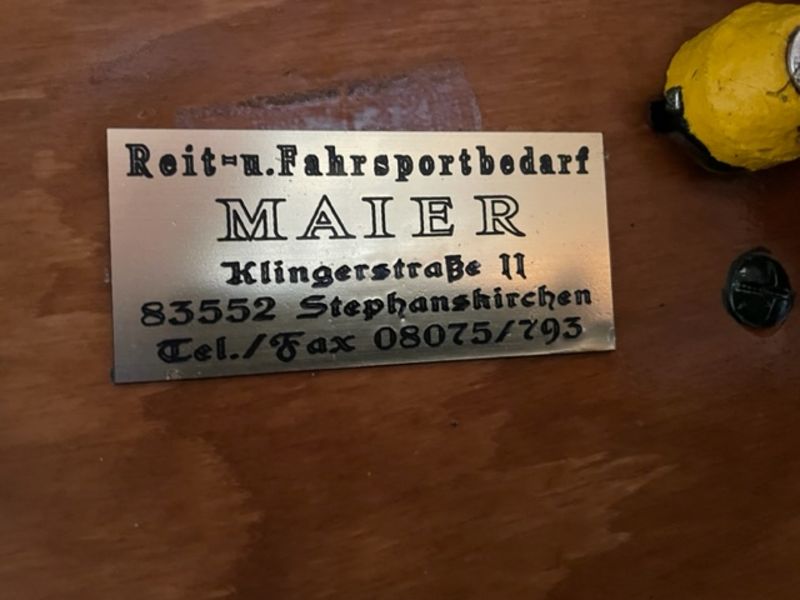 Reit-u.Fahrsportbedarf
MAIER
Klingerstraße 11
83552 Stephanskirchen
Tel./Fax 08075/793